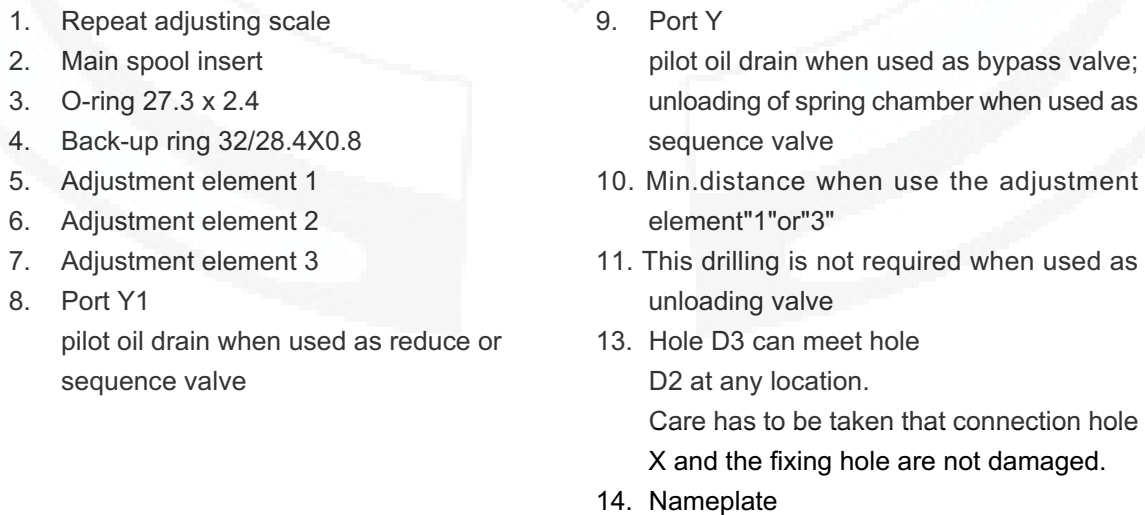 1. Repeat adjusting scale
2. Main spool insert
3. O-ring 27.3 x 2.4
4. Back-up ring 32/28.4X0.8
5. Adjustment element 1
6. Adjustment element 2
7. Adjustment element 3
8. Port Y1
pilot oil drain when used as reduce or
sequence valve
9. Port Y
pilot oil drain when used as bypass valve;
unloading of spring chamber when used as
sequence valve
10. Min.distance when use the adjustment
element"1"or"3"
11. This drilling is not required when used as
unloading valve
13. Hole D3 can meet hole
D2 at any location.
Care has to be taken that connection hole
X and the fixing hole are not damaged.
14. Nameplate